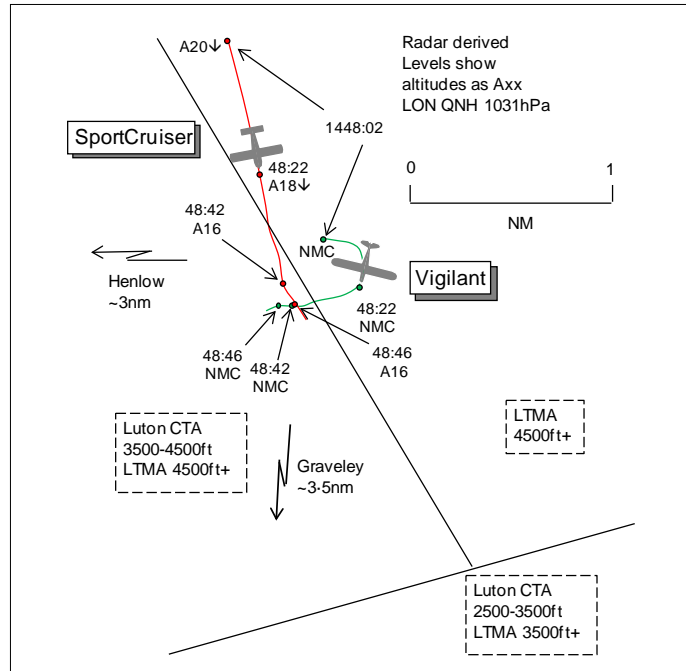 A20↓
Radar derived
Levels show
altitudes as Axx
LON QNH 1031hPa
SportCruiser
1448:02
48:22
A18↓
0
1
NM
48:42
A16
NMC
Henlow
~3nm
Vigilant
48:22
NMC
48:46
NMC
48:42
NMC
48:46
A16
Luton CTA
3500-4500ft
LTMA 4500ft+
LTMA
4500ft+
Graveley
~3·5nm
Luton CTA
2500-3500ft
LTMA 3500ft+